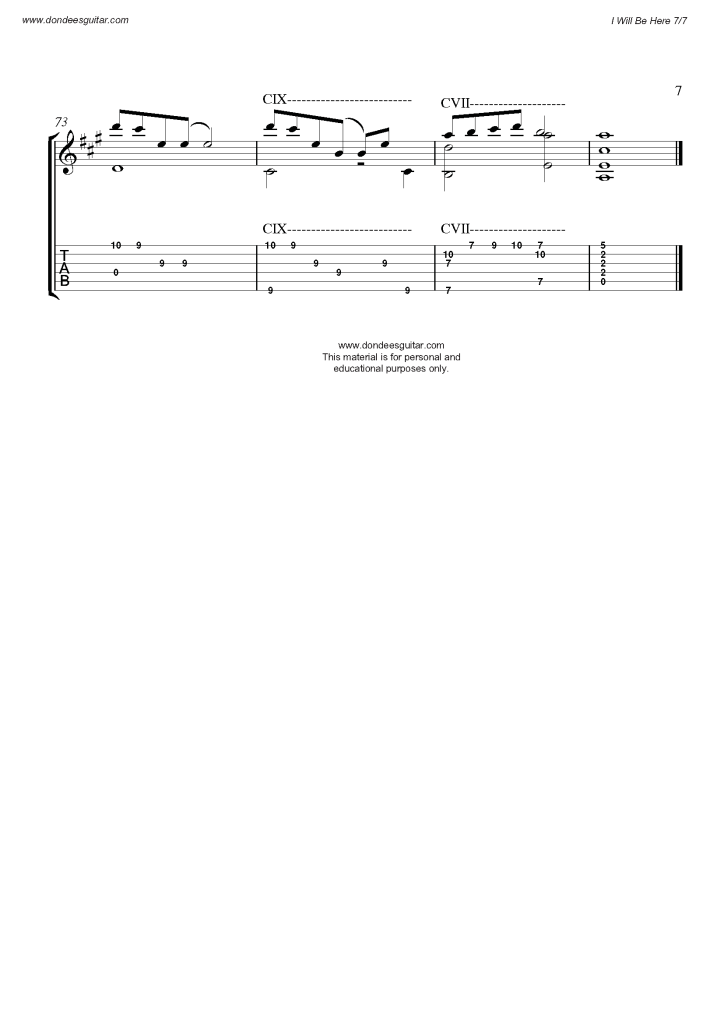 www.dondeesguitar.com
I Will Be Here 7/7
7
CIX--------------------------
CVII--------------------
73
CIX--------------------------
CVII--------------------
10 9 10 9 7 9 10 7 5
T 10 10 2
9 9 9 9 7 2
A 0 9 2
B 7 0
9 9 7
www.dondeesguitar.com
This material is for personal and
educational purposes only.